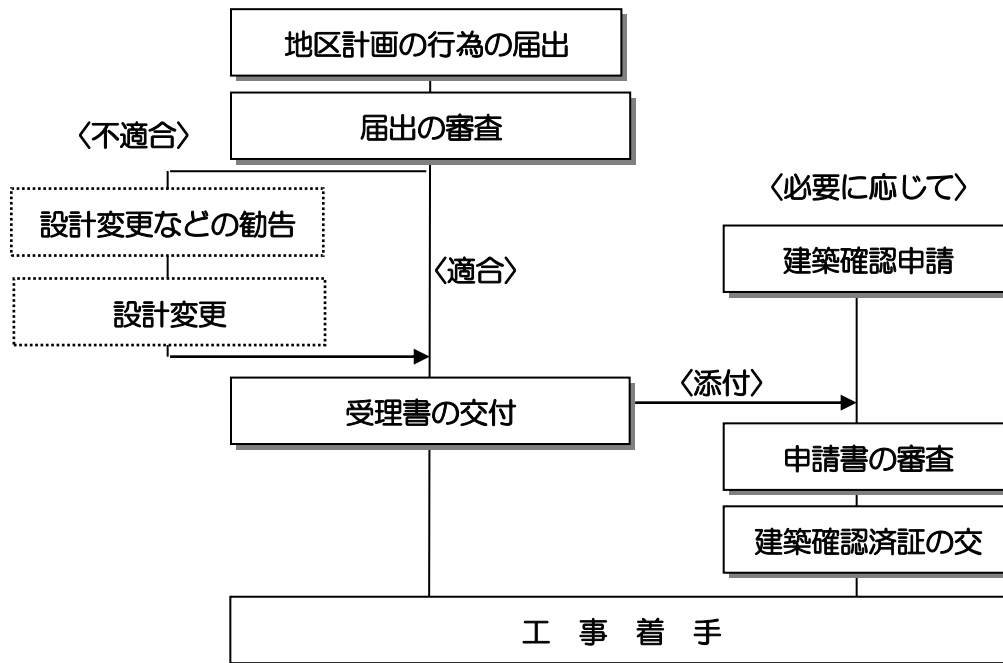 地区計画の行為の届出
届出の審査
〈不適合〉
〈必要に応じて〉
設計変更などの勧告
建築確認申請
〈適合〉
設計変更
〈添付〉
受理書の交付
申請書の審査
建築確認済証の交
工 事 着 手